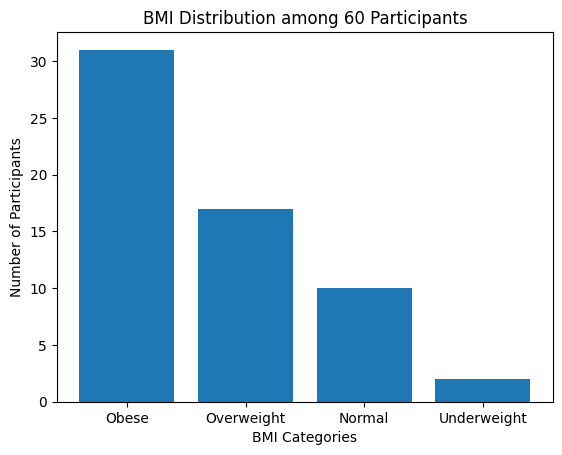 BMI Distribution among 60 Participants
Number of Participants
30
25
20
15
10
5
0
Obese Overweight Normal Underweight
BMI Categories